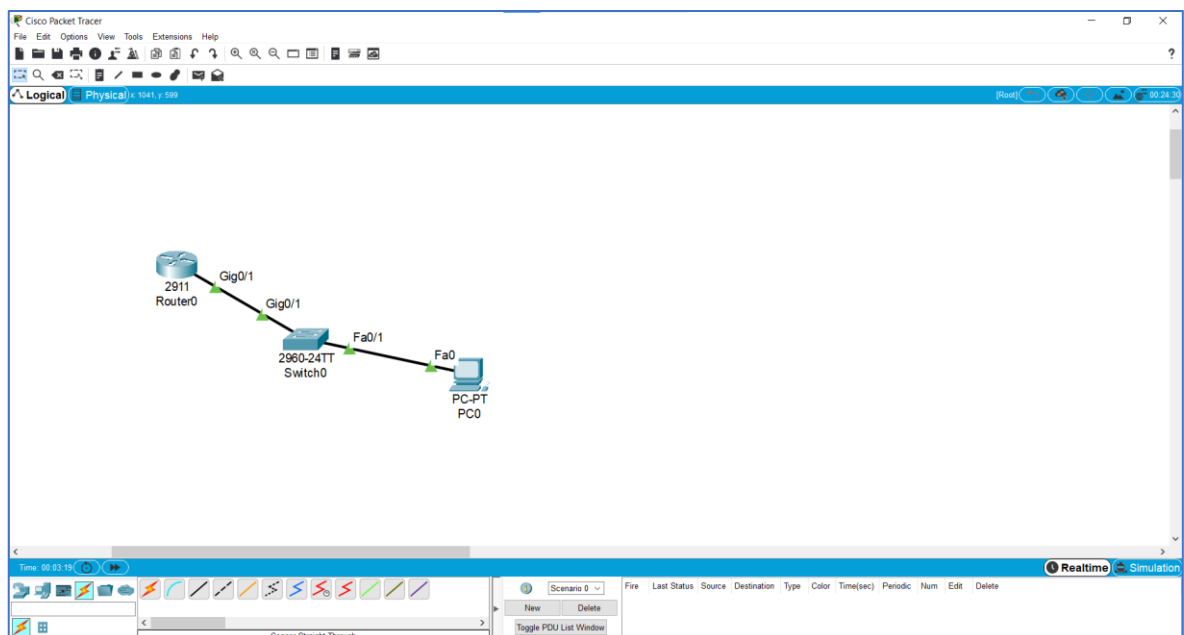 Cisco Packet Tracer
File Edit Options View Tools Extensions Help
?
Logical Physical x: 1041, y: 599 [Root] 00:24:30
Gig0/1
2911
Router0
Gig0/1
Fa0/1
2960-24TT
Switch0
Fa0
PC-PT
PC0
Time: 00:03:19 Realtime Simulation
Scenario 0 Fire Last Status Source Destination Type Color Time(sec) Periodic Num Edit Delete
New Delete
Toggle PDU List Window
Copper Straight-Through